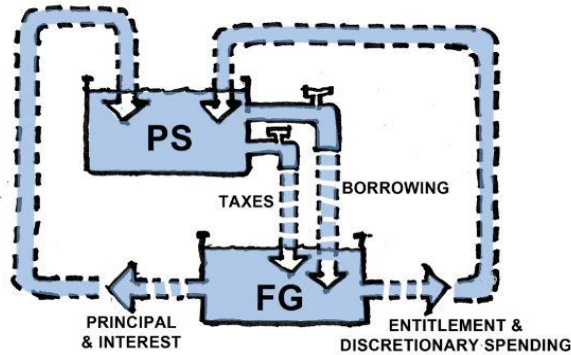 PS
TAXES
BORROWING
FG
PRINCIPAL
& INTEREST
ENTITLEMENT &
DISCRETIONARY SPENDING